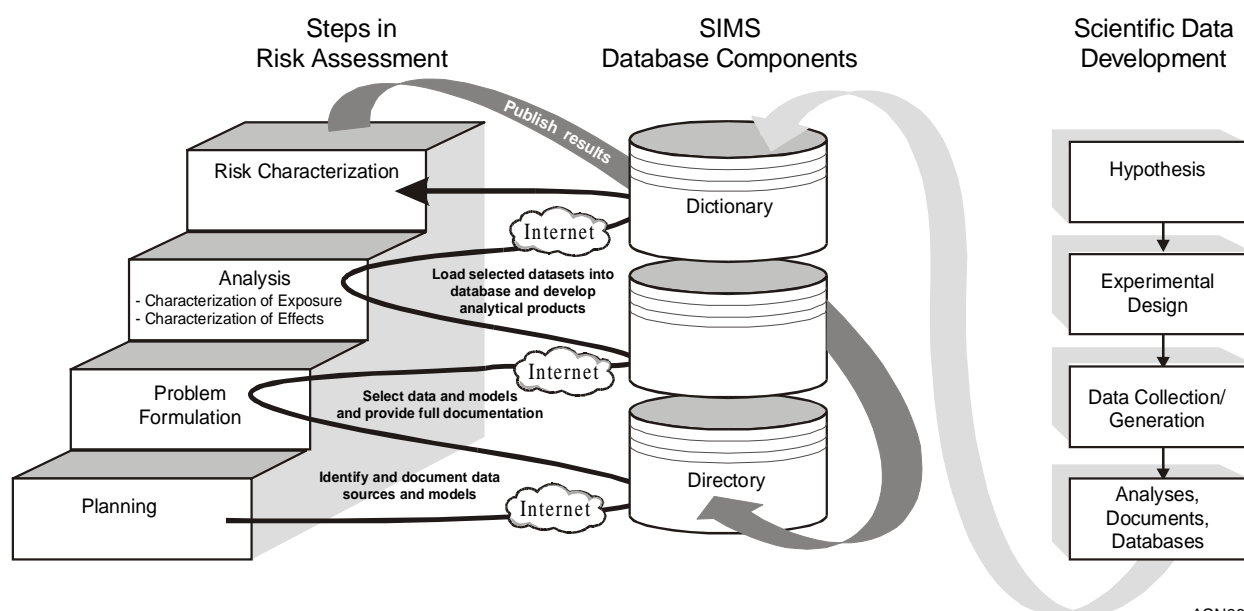 Steps in
Risk Assessment
SIMS
Database Components
Scientific Data
Development
Publish results
Risk Characterization
Dictionary
Hypothesis
Internet
Analysis
- Characterization of Exposure
- Characterization of Effects
Load selected datasets into
database and develop
analytical products
Experimental
Design
Internet
Problem
Formulation
Select data and models
and provide full documentation
Data Collection/
Generation
Planning
Identify and document data
sources and models
Internet
Directory
Analyses,
Documents,
Databases